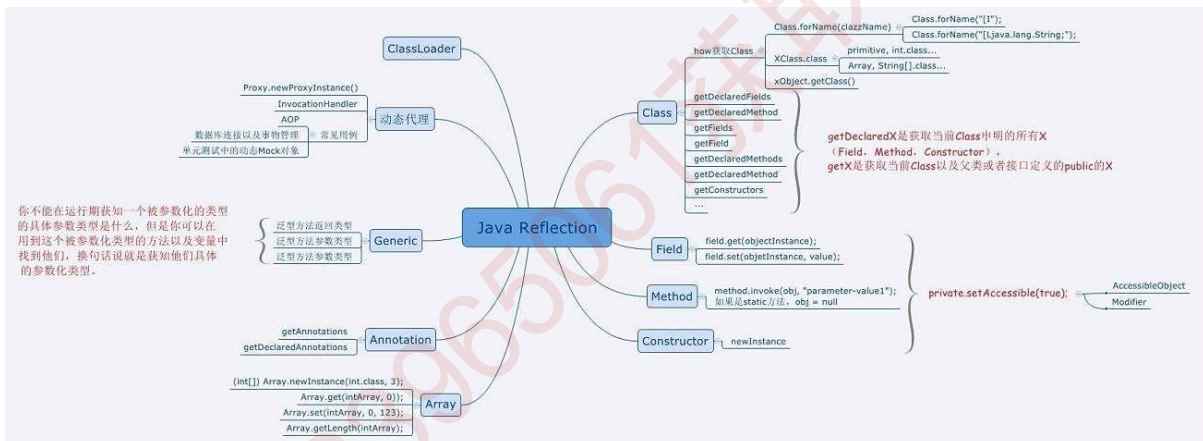 ClassLoader
Proxy.newProxyInstance()
InvocationHandler
AOP
数据库连接以及事物管理
单元测试中的动态Mock对象
常见用例
动态代理
你不能在运行期获知一个被参数化的类型
的具体参数类型是什么，但是你可以在
用到这个被参数化类型的方法以及变量中
找到他们，换句话说就是获知他们具体
的参数化类型。
泛型方法返回类型
泛型方法参数类型
泛型方法参数类型
Generic
getAnnotations
getDeclaredAnnotations
Annotation
(int[]) Array.newInstance(int.class, 3);
Array.get(intArray, 0));
Array.set(intArray, 0, 123);
Array.getLength(intArray);
Array
Java Reflection
Class
how获取Class
Class.forName(clazzName)
Class.forName("[I");
Class.forName("[Ljava.lang.String;");
XClass.class
primitive, int.class...
Array, String[].class...
xObject.getClass()
getDeclaredFields
getDeclaredMethod
getFields
getField
getDeclaredMethods
getDeclaredMethod
getConstructors
...
getDeclaredX是获取当前Class申明的所有X
（Field，Method，Constructor），
getX是获取当前Class以及父类或者接口定义的public的X
Field
field.get(objectInstance);
field.set(objetInstance, value);
Method
method.invoke(obj, "parameter-value1");
如果是static方法，obj = null
Constructor
newInstance
private.setAccessible(true);
AccessibleObject
Modifier